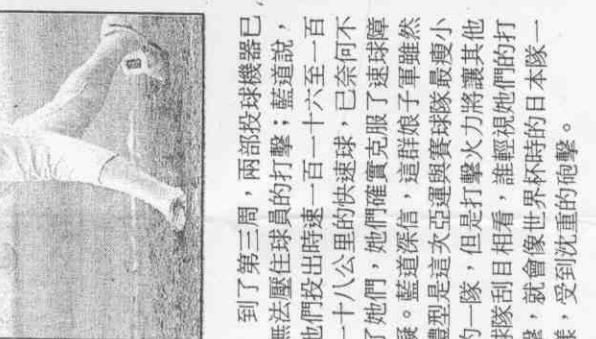 到了第三周，兩部投球機器已
無法壓住球員的打擊；藍道說，
他們投出時速一百一十六至一百
一十八公里的快速球，已奈何不
了她們，她們確實克服了速球障
礙。藍道深信，這群娘子軍雖然
體型是這次亞運與賽球隊最瘦小
的一隊，但是打擊火力將讓其他
球隊刮目相看，誰輕視她們的打
擊，就會像世界杯時的日本隊一
樣，受到沈重的砲擊。